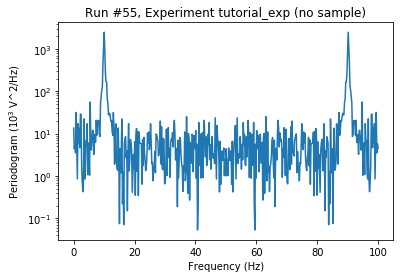 Run #55, Experiment tutorial_exp (no sample)
Periodogram (10³ V^2/Hz)
10³
10²
10¹
10⁰
10⁻¹
0 20 40 60 80 100
Frequency (Hz)